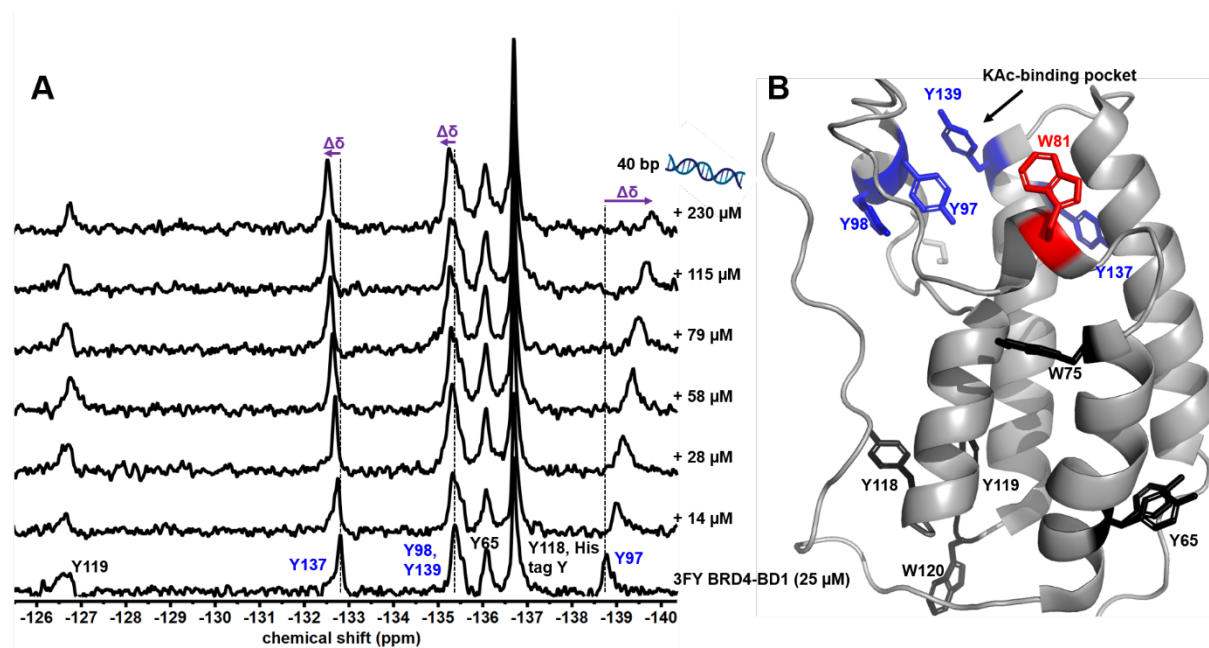 A
Δδ
Δδ
40 bp
Δδ
+ 230 μM
+ 115 μM
+ 79 μM
+ 58 μM
+ 28 μM
+ 14 μM
Y119
Y137
Y98,
Y139
Y65
Y118, His
tag Y
Y97
3FY BRD4-BD1 (25 μM)
-126 -127 -128 -129 -130 -131 -132 -133 -134 -135 -136 -137 -138 -139 -140
chemical shift (ppm)
B
KAc-binding pocket
Y139
W81
Y97
Y98
Y137
W75
Y118
Y119
Y65
W120